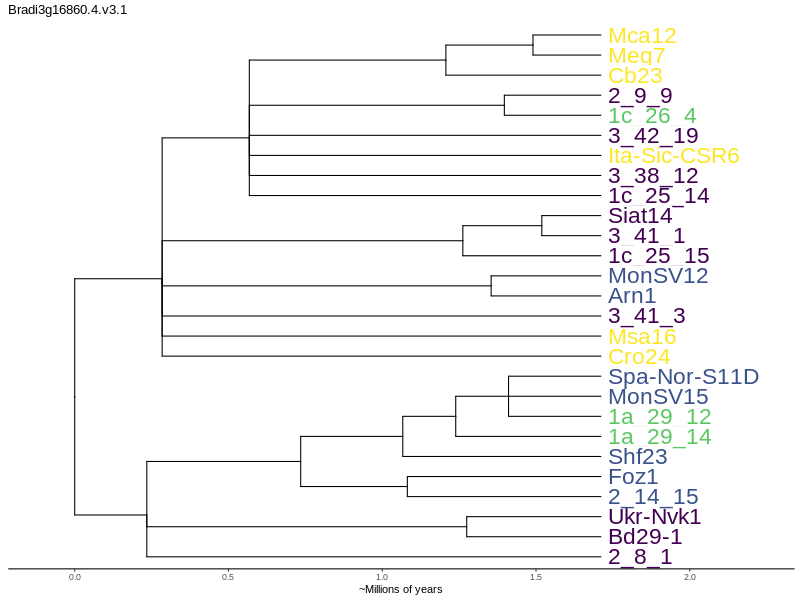 Bradi3g16860.4.v3.1
Mca12
Meq7
Cb23
2_9_9
1c_26_4
3_42_19
Ita-Sic-CSR6
3_38_12
1c_25_14
Siat14
3_41_1
1c_25_15
MonSV12
Arn1
3_41_3
Msa16
Cro24
Spa-Nor-S11D
MonSV15
1a_29_12
1a_29_14
Shf23
Foz1
2_14_15
Ukr-Nvk1
Bd29-1
2_8_1
0.0 0.5 1.0 1.5 2.0
~Millions of years